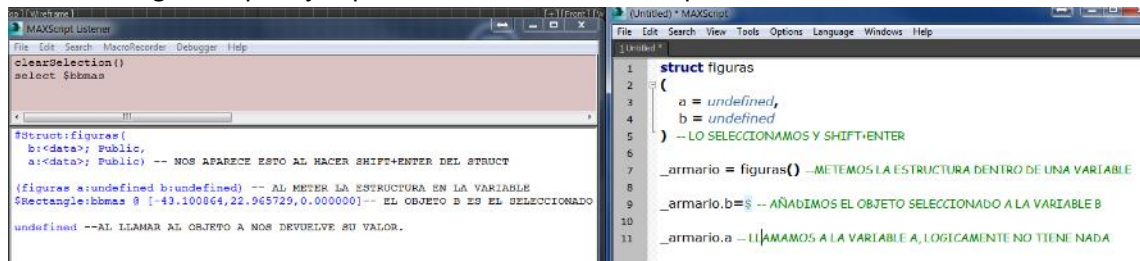 MAXScript Listener
File Edit Search MacroRecorder Debugger Help
clearSelection()
select $bbmas
#Struct:figuras(
b:<data>; Public,
a:<data>; Public) -- NOS APARECE ESTO AL HACER SHIFT+ENTER DEL STRUCT
(figuras a:undefined b:undefined) -- AL METER LA ESTRUCTURA EN LA VARIABLE
$Rectangle:bbmas @ [-43.100864,22.965729,0.000000]-- EL OBJETO B ES EL SELECCIONADO
undefined --AL LLAMAR AL OBJETO A NOS DEVUELVE SU VALOR.
(Untitled) * MAXScript
File Edit Search View Tools Options Language Windows Help
1 Untitled *
1 struct figuras
2 (
3 a = undefined,
4 b = undefined
5 ) -- LO SELECCIONAMOS Y SHIFT+ENTER
6
7 _armario = figuras() --METEMOS LA ESTRUCTURA DENTRO DE UNA VARIABLE
8
9 _armario.b=$ -- AÑADIMOS EL OBJETO SELECCIONADO A LA VARIABLE B
10
11 _armario.a -- LLAMAMOS A LA VARIABLE A, LOGICAMENTE NO TIENE NADA